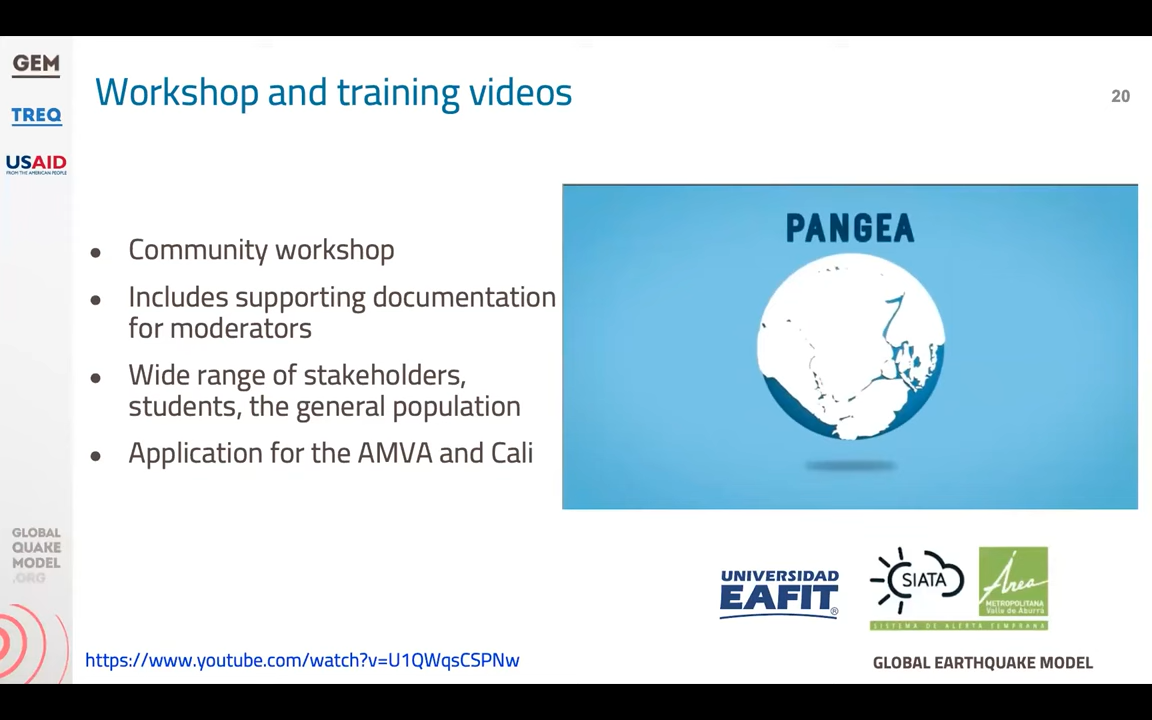 GEM
Workshop and training videos
20
TREQ
USAID
FROM THE AMERICAN PEOPLE
PANGEA
• Community workshop
• Includes supporting documentation
for moderators
• Wide range of stakeholders,
students, the general population
• Application for the AMVA and Cali
GLOBAL
QUAKE
MODEL
.ORG
UNIVERSIDAD
EAFIT
®
SIATA
Área
METROPOLITANA
Valle de Aburrá
SISTEMA DE ALERTA TEMPRANA
https://www.youtube.com/watch?v=U1QWqsCSPNw
GLOBAL EARTHQUAKE MODEL